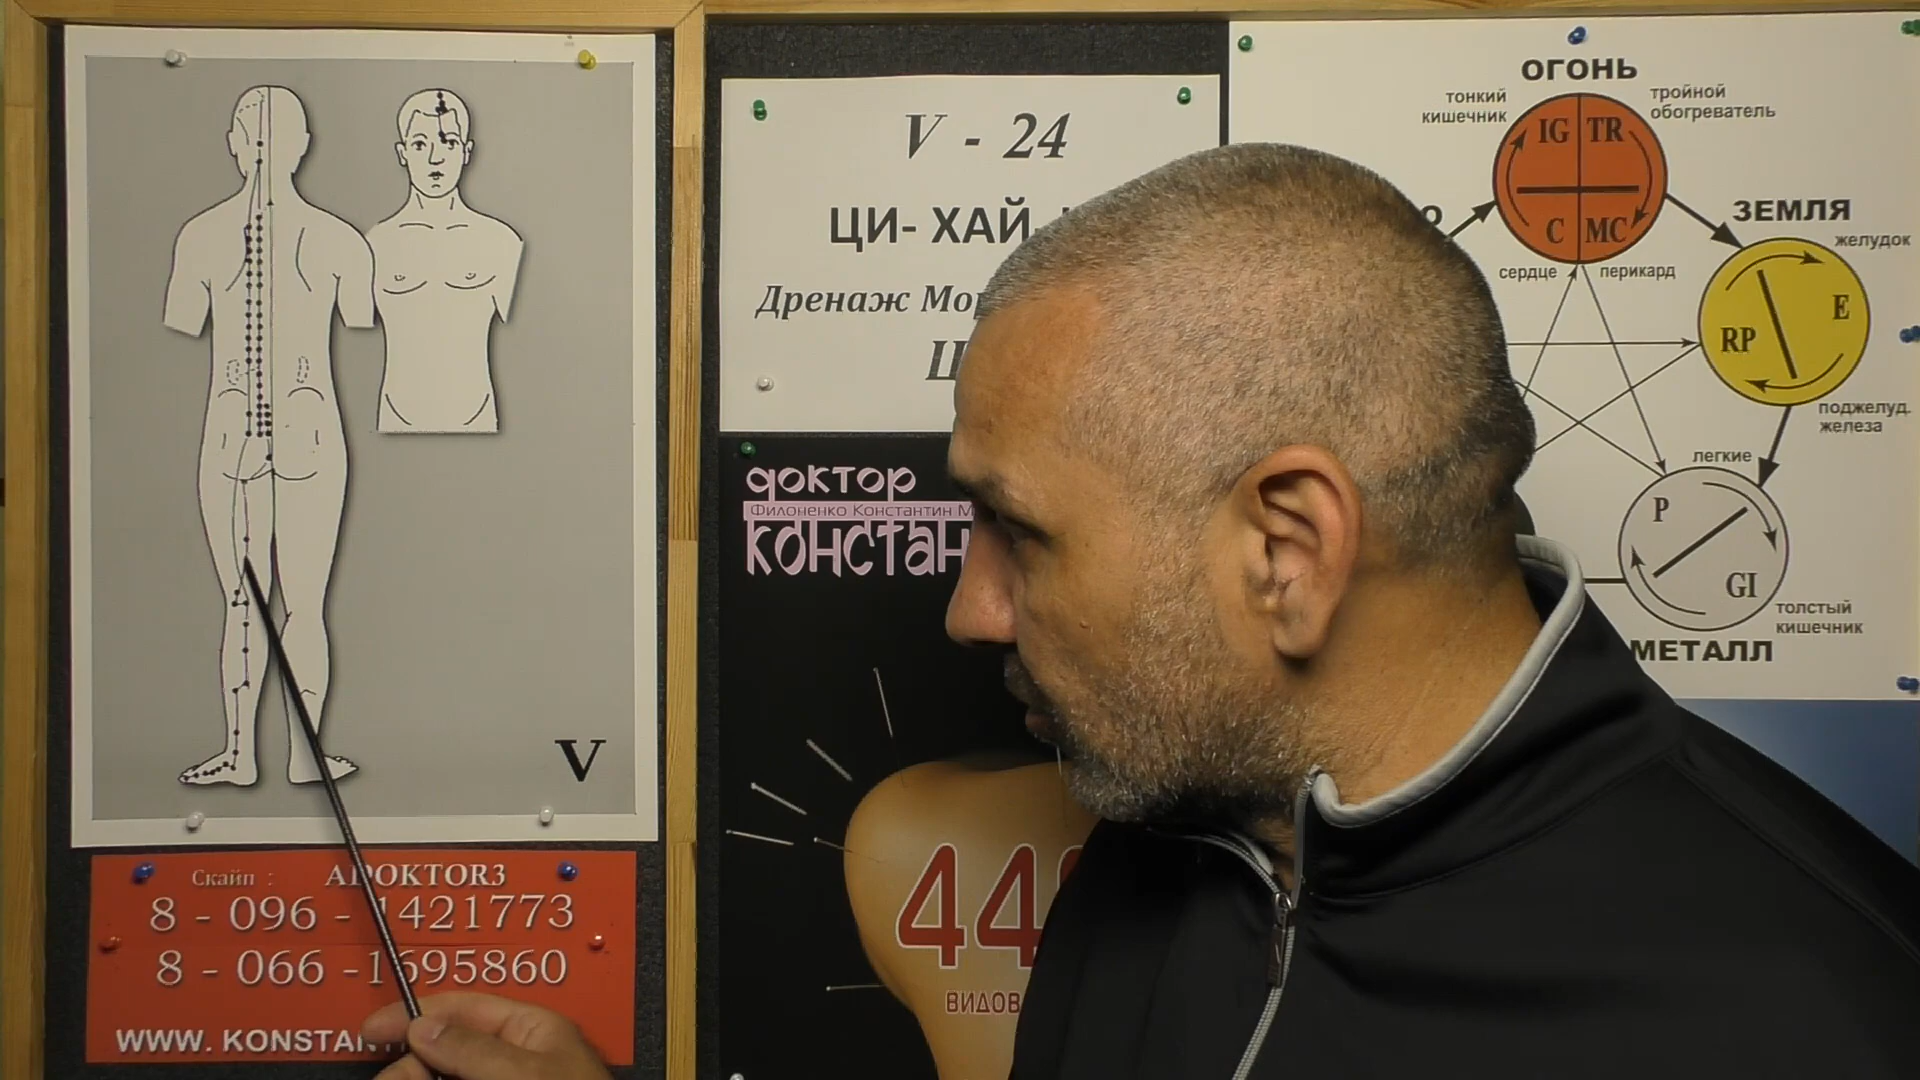 V
Скайп : ADOKTOR3
8 - 096 - 1421773
8 - 066 -1695860
WWW. KONSTAN
V - 24
ЦИ- ХАЙ-
Дренаж Мор
доктор
Филоненко Константин М
констан
44
видов
ОГОНЬ
тонкий
кишечник
тройной
обогреватель
IG TR
C MC
сердце
перикард
ЗЕМЛЯ
желудок
E
RP
поджелуд.
железа
легкие
P
GI
толстый
кишечник
МЕТАЛЛ